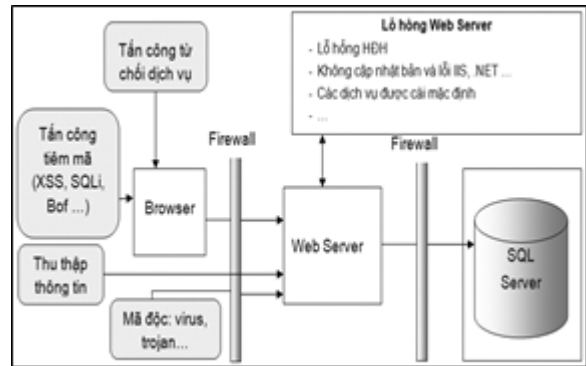 Lỗ hỏng Web Server
- Lỗ hổng HĐH
- Không cập nhật bản vá lỗi IIS, .NET ...
- Các dịch vụ được cài mặc định
- ...
Tấn công từ
chối dịch vụ
Tấn công
tiêm mã
(XSS, SQLi,
Bof ...)
Firewall
Firewall
Browser
Web Server
SQL
Server
Thu thập
thông tin
Mã độc: virus,
trojan...